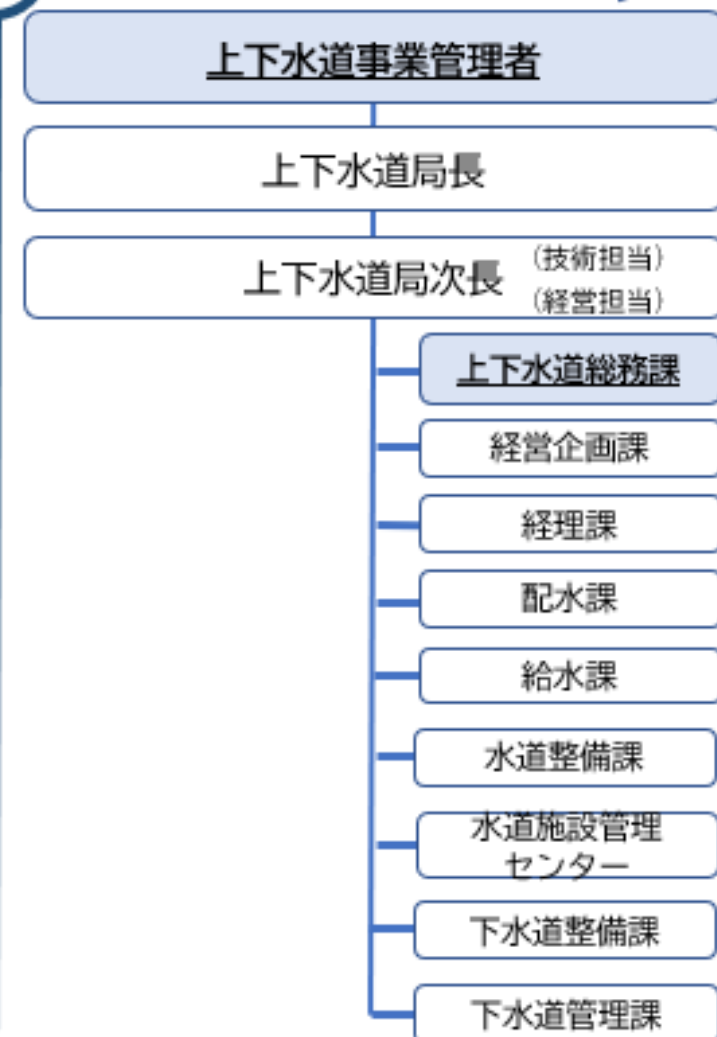 上下水道事業管理者
上下水道局長
上下水道局次長
（技術担当）
（経営担当）
上下水道総務課
経営企画課
経理課
配水課
給水課
水道整備課
水道施設管理
センター
下水道整備課
下水道管理課